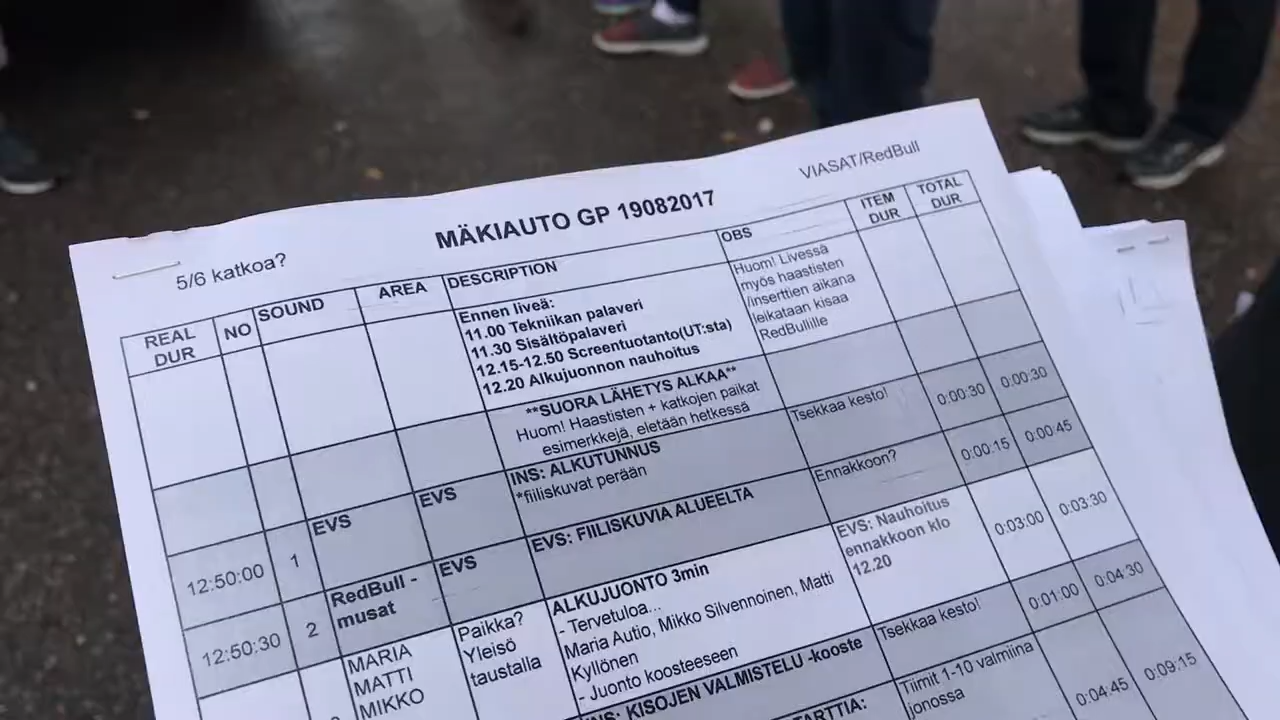 VIASAT/RedBull
MÄKIAUTO GP 19082017
5/6 katkoa?
REAL DUR
NO
SOUND
AREA
DESCRIPTION
OBS
ITEM DUR
TOTAL DUR
Ennen liveä:
11.00 Tekniikan palaveri
11.30 Sisältöpalaveri
12.15-12.50 Screentuotanto(UT:sta)
12.20 Alkujuonnon nauhoitus
Huom! Livessä
myös haastisten
/inserttien aikana
leikataan kisaa
RedBullille
**SUORA LÄHETYS ALKAA**
Huom! Haastisten + katkojen paikat
esimerkkejä, eletään hetkessä
12:50:00
1
EVS
EVS
INS: ALKUTUNNUS
*fiiliskuvat perään
Tsekkaa kesto!
0:00:30
0:00:30
12:50:30
2
RedBull -
musat
EVS
EVS: FIILISKUVIA ALUEELTA
Ennakkoon?
0:00:15
0:00:45
MARIA
MATTI
MIKKO
Paikka?
Yleisö
taustalla
ALKUJUONTO 3min
- Tervetuloa...
Maria Autio, Mikko Silvennoinen, Matti
Kyllönen
- Juonto koosteeseen
EVS: Nauhoitus
ennakkoon klo
12.20
0:03:00
0:03:30
INS: KISOJEN VALMISTELU -kooste
Tsekkaa kesto!
0:01:00
0:04:30
Tiimit 1-10 valmiina
jonossa
0:04:45
0:09:15